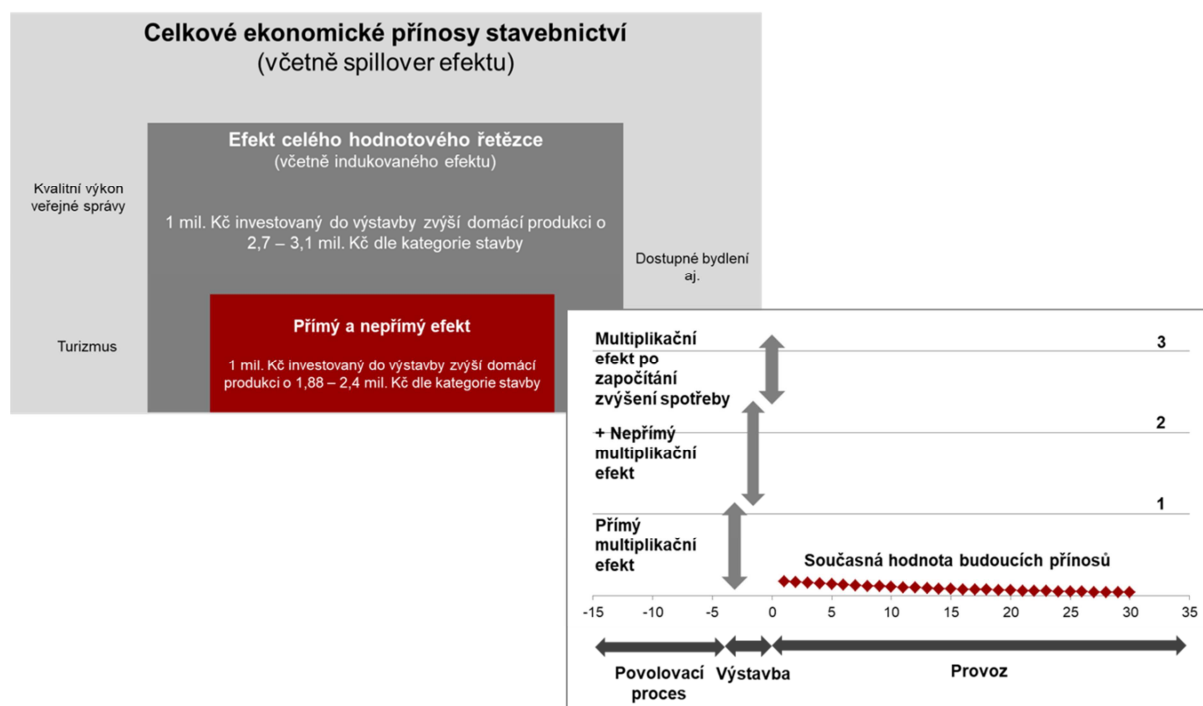 Celkové ekonomické přínosy stavebnictví
(včetně spillover efektu)
Efekt celého hodnotového řetězce
(včetně indukovaného efektu)
Kvalitní výkon
veřejné správy
1 mil. Kč investovaný do výstavby zvýší domácí produkci o
2,7 – 3,1 mil. Kč dle kategorie stavby
Dostupné bydlení
aj.
Turizmus
Přímý a nepřímý efekt
1 mil. Kč investovaný do výstavby zvýší domácí
produkci o 1,88 – 2,4 mil. Kč dle kategorie stavby
Multiplikační
efekt po
započítání
zvýšení spotřeby
3
+ Nepřímý
multiplikační
efekt
2
Přímý
multiplikační
efekt
1
Současná hodnota budoucích přínosů
-15 -10 -5 0 5 10 15 20 25 30 35
Povolovací
proces
Výstavba
Provoz